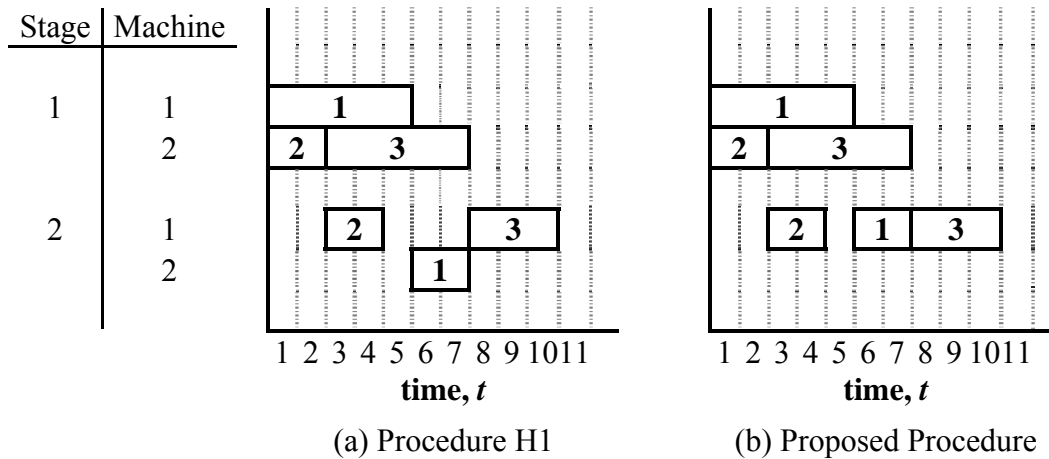 Stage Machine
1 1 1 1
2 2 3 2 3
2 1 2 3 2 1 3
2 1
1 2 3 4 5 6 7 8 9 10 11 1 2 3 4 5 6 7 8 9 10 11
time, t time, t
(a) Procedure H1 (b) Proposed Procedure